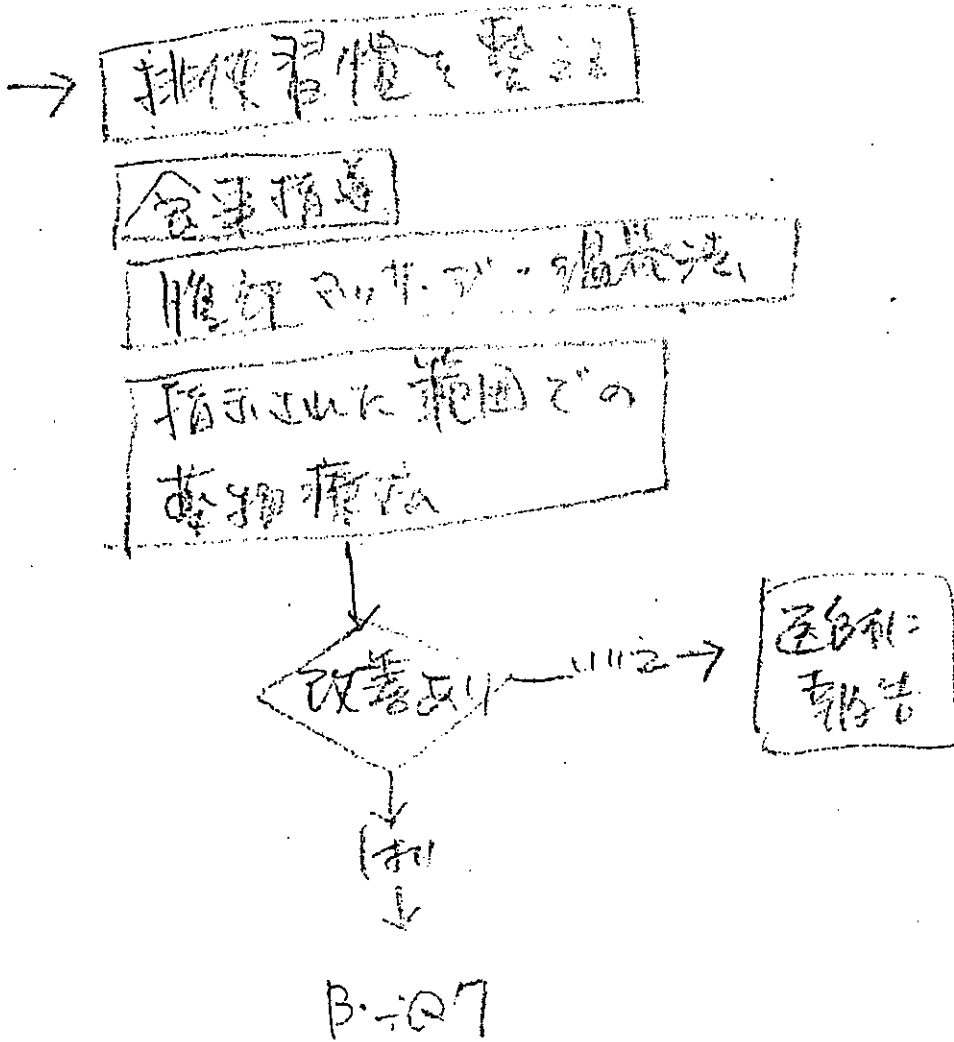 → 排便習慣を整える
食事指導
腹部マッサージ・温罨法
指示された範囲での
薬物療法
改善あり
いいえ →
医師に
報告
はい